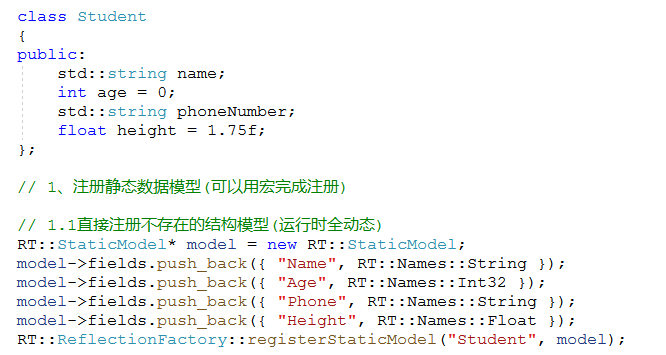 class Student
{
public:
    std::string name;
    int age = 0;
    std::string phoneNumber;
    float height = 1.75f;
};
// 1、注册静态数据模型(可以用宏完成注册)
// 1.1直接注册不存在的结构模型(运行时全动态)
RT::StaticModel* model = new RT::StaticModel;
model->fields.push_back({ "Name", RT::Names::String });
model->fields.push_back({ "Age", RT::Names::Int32 });
model->fields.push_back({ "Phone", RT::Names::String });
model->fields.push_back({ "Height", RT::Names::Float });
RT::ReflectionFactory::registerStaticModel("Student", model);